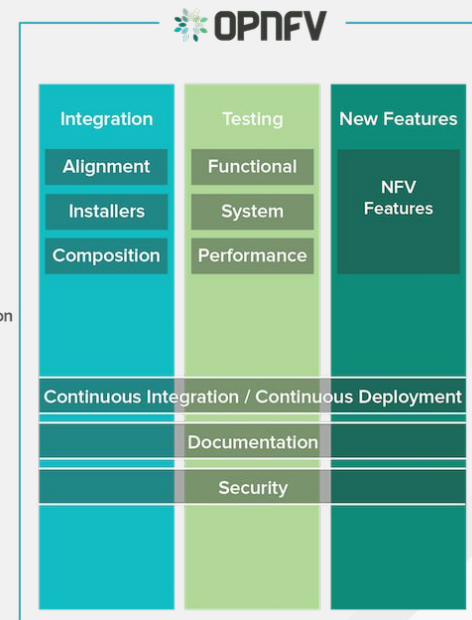 OPNFV
Integration
Testing
New Features
Alignment
Functional
NFV
Features
Installers
System
Composition
Performance
on
Continuous Integration / Continuous Deployment
Documentation
Security